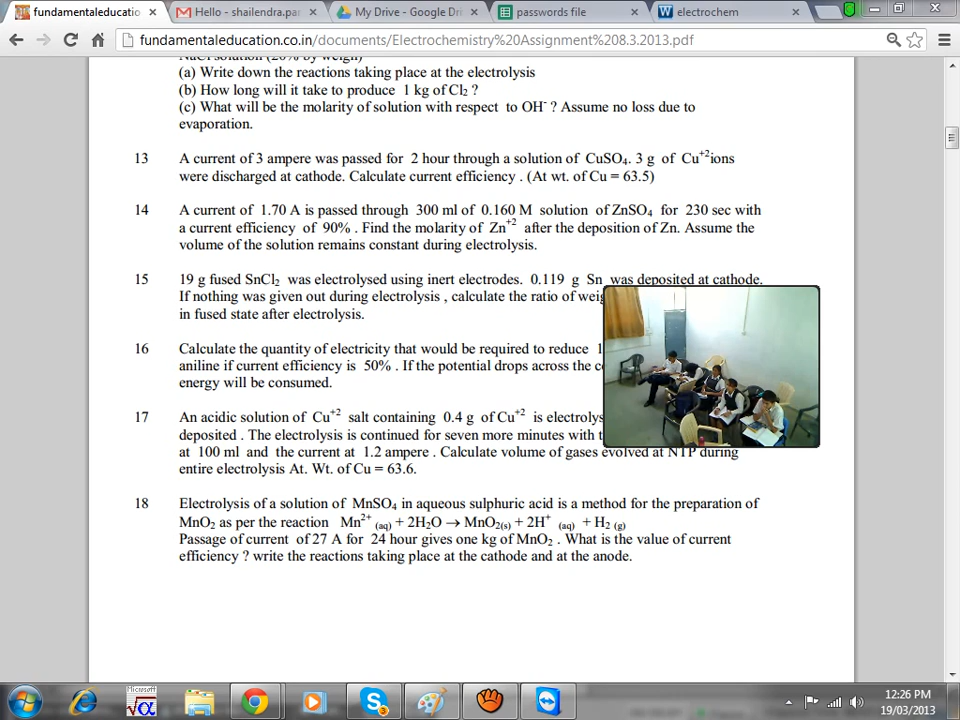 fundamentaleducatio
Hello - shailendra.par
My Drive - Google Dri
passwords file
electrochem
fundamentaleducation.co.in/documents/Electrochemistry%20Assignment%208.3.2013.pdf
NaCl solution (20% by weigh)
(a) Write down the reactions taking place at the electrolysis
(b) How long will it take to produce 1 kg of Cl₂ ?
(c) What will be the molarity of solution with respect to OH⁻ ? Assume no loss due to
evaporation.
13 A current of 3 ampere was passed for 2 hour through a solution of CuSO₄. 3 g of Cu⁺² ions
were discharged at cathode. Calculate current efficiency . (At wt. of Cu = 63.5)
14 A current of 1.70 A is passed through 300 ml of 0.160 M solution of ZnSO₄ for 230 sec with
a current efficiency of 90% . Find the molarity of Zn⁺² after the deposition of Zn. Assume the
volume of the solution remains constant during electrolysis.
15 19 g fused SnCl₂ was electrolysed using inert electrodes. 0.119 g Sn was deposited at cathode.
If nothing was given out during electrolysis , calculate the ratio of
in fused state after electrolysis.
16 Calculate the quantity of electricity that would be required to reduce 1
aniline if current efficiency is 50% . If the potential drops across the
energy will be consumed.
17 An acidic solution of Cu⁺² salt containing 0.4 g of Cu⁺² is
deposited . The electrolysis is continued for seven more minutes with
at 100 ml and the current at 1.2 ampere . Calculate volume of gases evolved at NTP during
entire electrolysis At. Wt. of Cu = 63.6.
18 Electrolysis of a solution of MnSO₄ in aqueous sulphuric acid is a method for the preparation of
MnO₂ as per the reaction Mn²⁺ (aq) + 2H₂O → MnO₂(s) + 2H⁺ (aq) + H₂ (g)
Passage of current of 27 A for 24 hour gives one kg of MnO₂ . What is the value of current
efficiency ? write the reactions taking place at the cathode and at the anode.
Microsoft
12:26 PM
19/03/2013